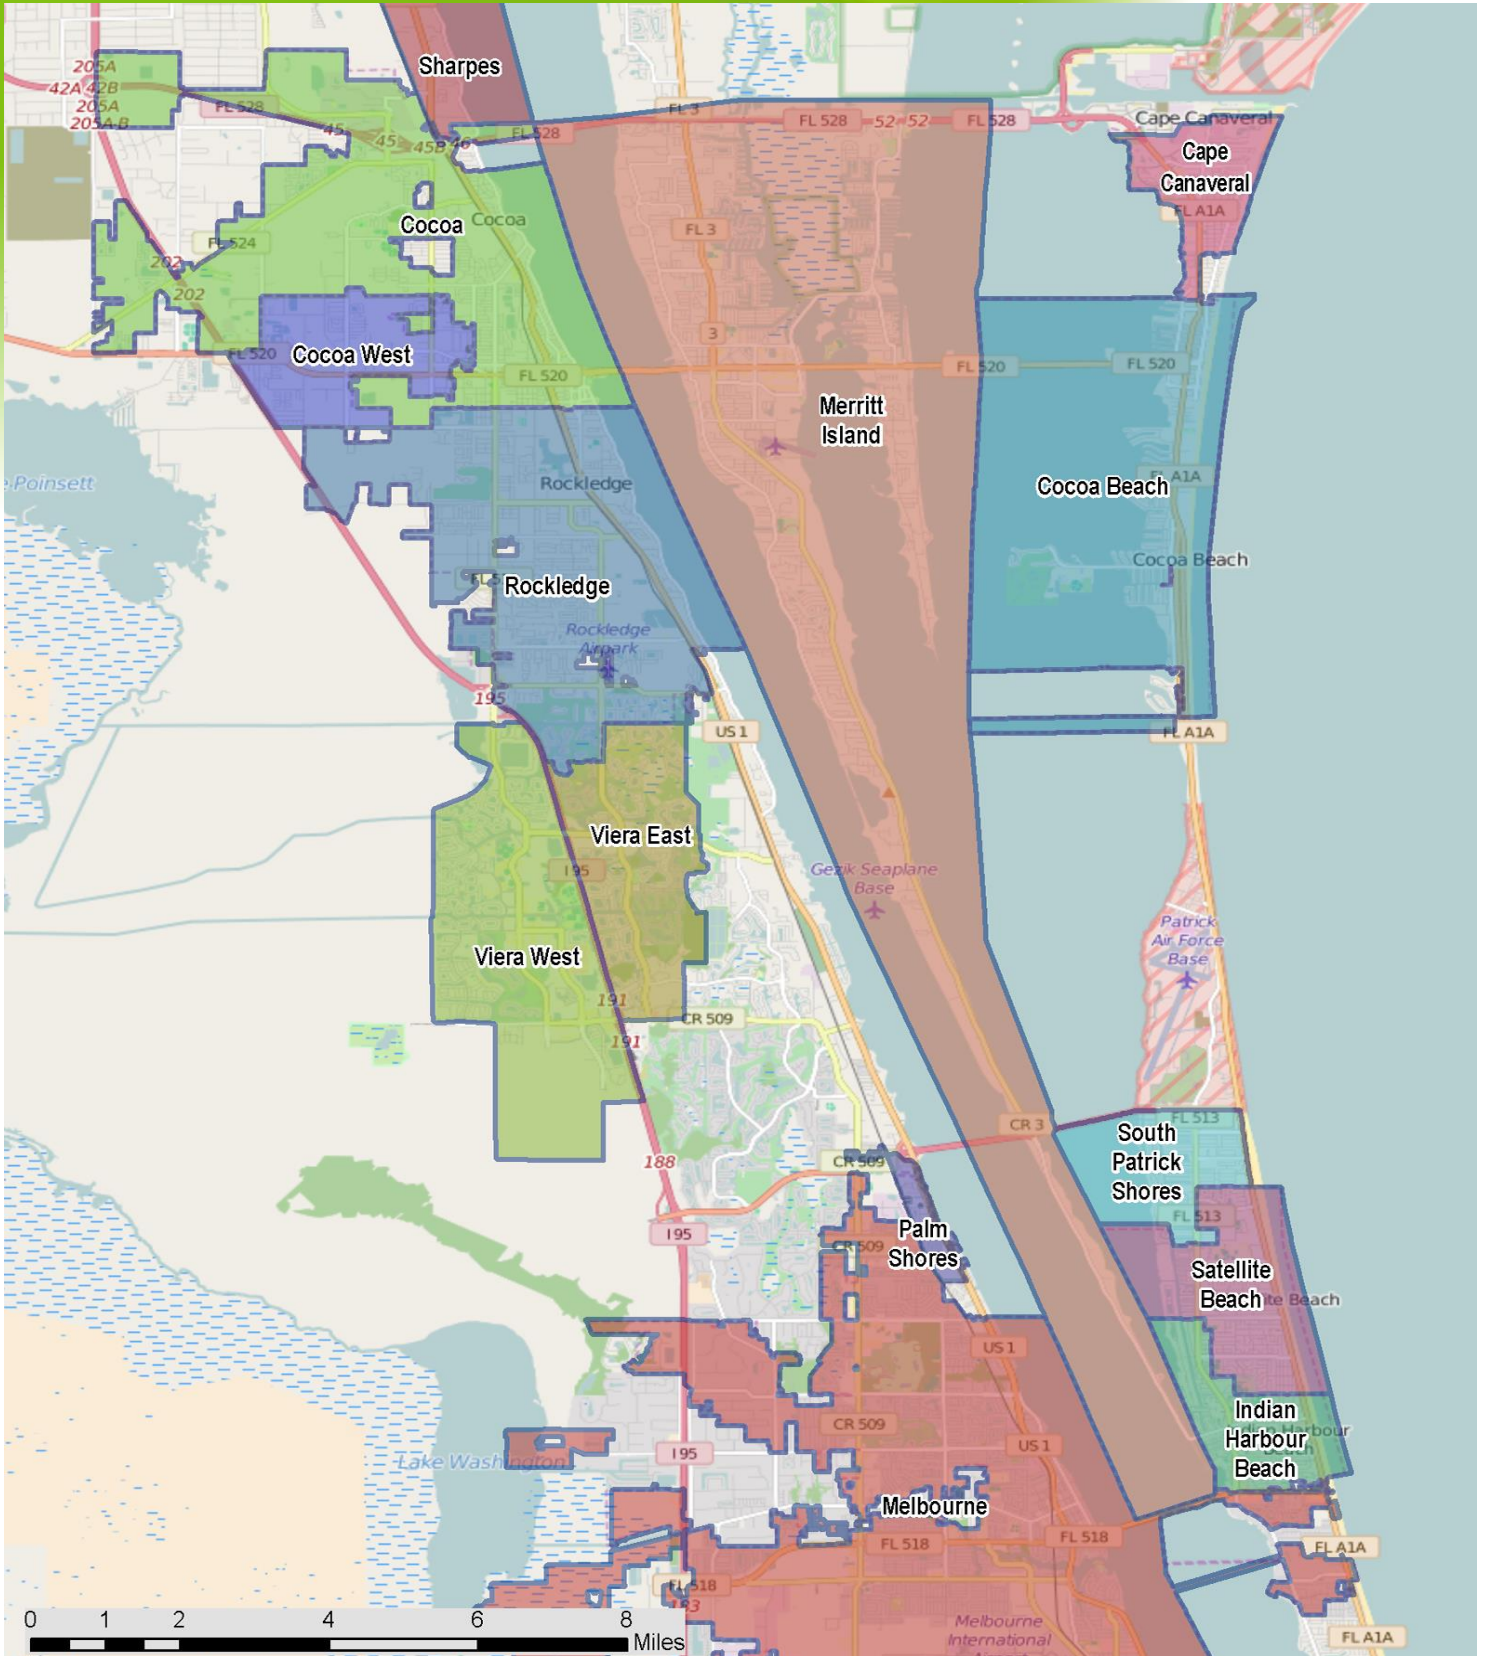 Sharpes
205A
42A 42B
205A
205A-B
FL 528
45
45
45B
46
FL 528
FL 3
FL 528
52
52
FL 528
Cape Canaveral
Cape
Canaveral
FL A1A
FL 3
Cocoa
Cocoa
FL 524
202
202
3
FL 520
Cocoa West
FL 520
FL 520
FL 520
Merritt
Island
Cocoa Beach
A1A
Poinsett
Rockledge
Cocoa Beach
Rockledge
Rockledge
Airpark
195
US 1
FL A1A
Viera East
I 95
Gezik Seaplane
Base
Patrick
Air Force
Base
Viera West
191
CR 509
191
CR 3
FL 513
South
Patrick
Shores
188
CR 509
FL 513
I 95
Palm
Shores
CR 509
Satellite
Beach
ite Beach
US 1
CR 509
Indian
Harbour
Beach
US 1
I 95
Lake Washington
Melbourne
FL 518
FL 518
FL A1A
FL 518
183
0 1 2 4 6 8
Miles
Melbourne
International
FL A1A